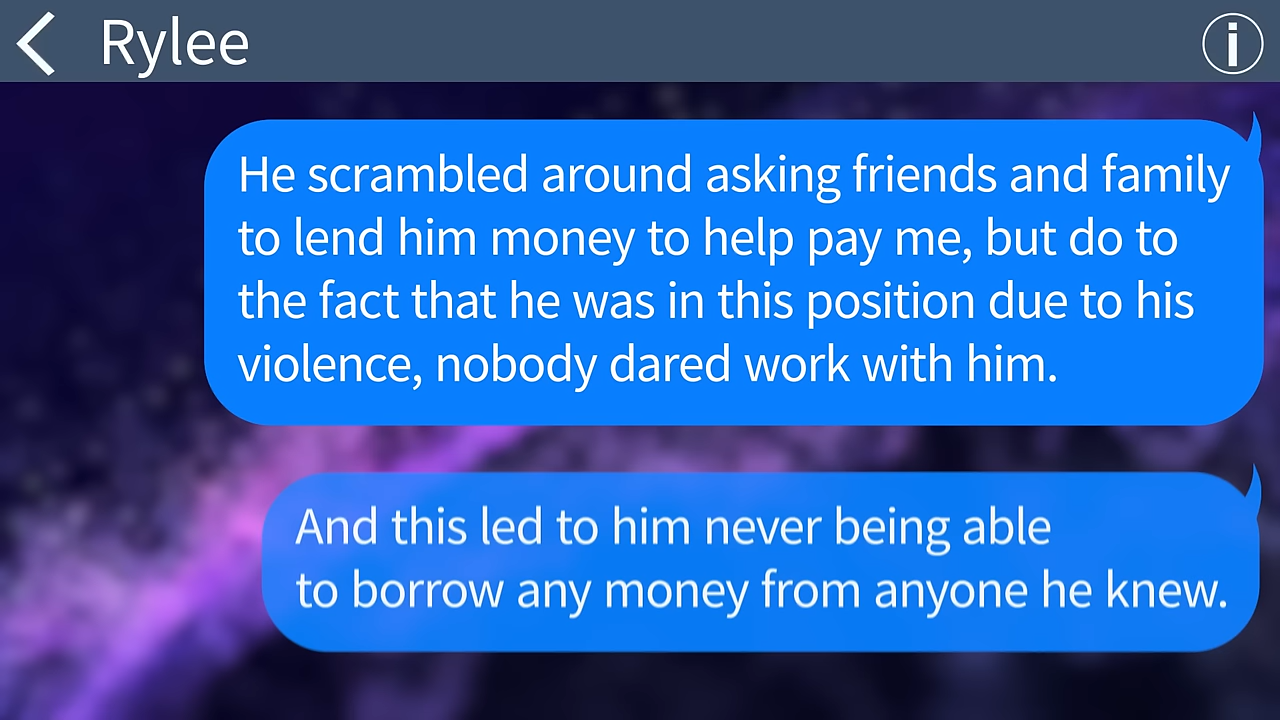 Rylee
He scrambled around asking friends and family
to lend him money to help pay me, but do to
the fact that he was in this position due to his
violence, nobody dared work with him.
And this led to him never being able
to borrow any money from anyone he knew.